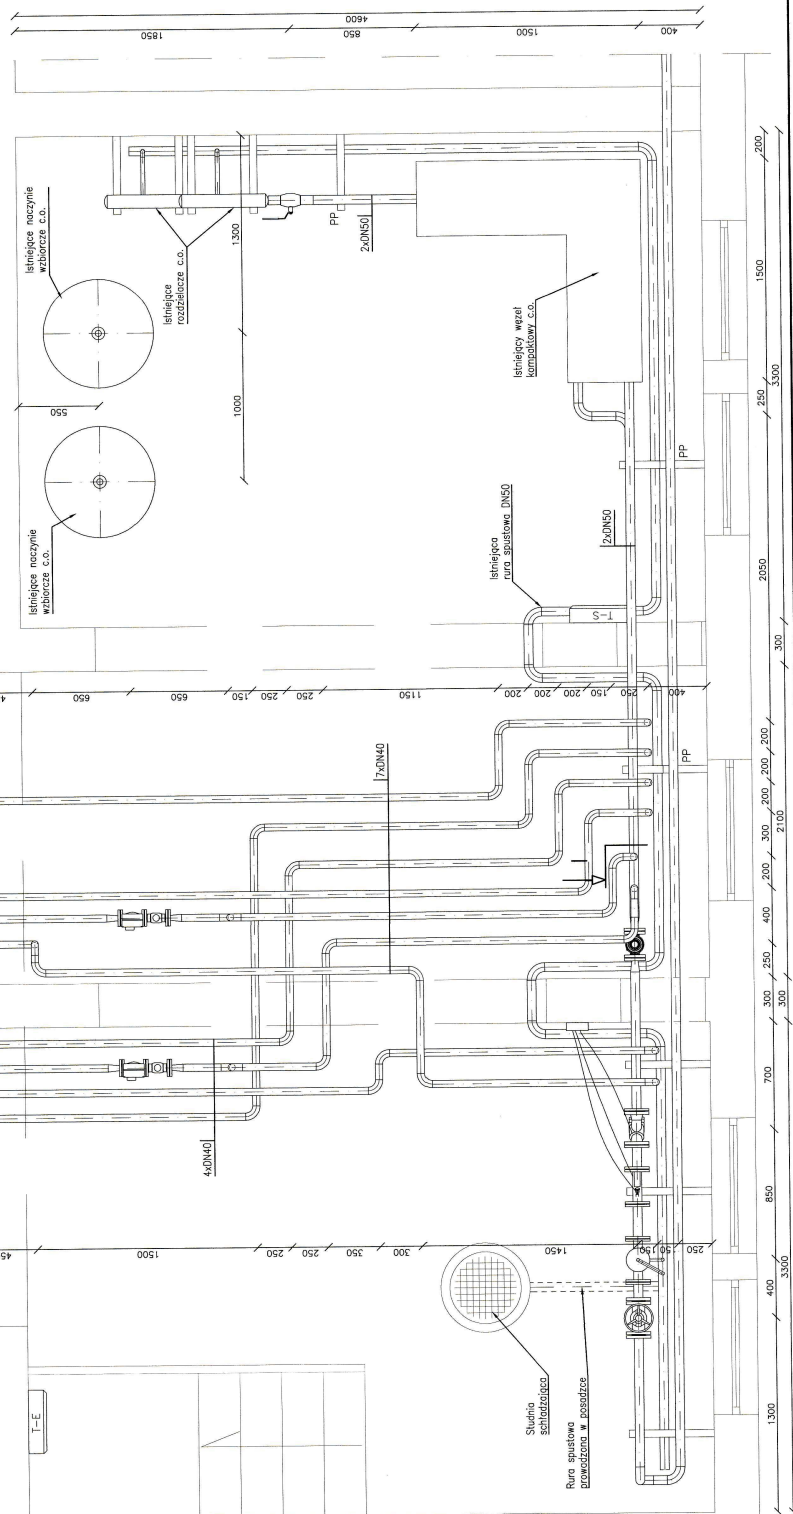 4600
1850
850
1500
400
Istniejące naczynie
wzbiorcze c.o.
Istniejące
rozdzielacze c.o.
1300
PP
2xDN50
550
1000
Istniejący węzeł
kompaktowy c.o.
Istniejące naczynie
wzbiorcze c.o.
Istniejąca
rura spustowa DN50
2xDN50
PP
T-S
200
1500
250
3300
2050
300
4
650
650
150
250
250
1150
200
200
200
150
250
400
7xDN40
PP
200
200
200
300
200
400
250
2100
300
300
4xDN40
700
850
400
1300
3300
45
1500
250
250
350
300
1450
150
150
250
T-E
Studnia
schładzająca
Rura spustowa
prowadzona w posadzce